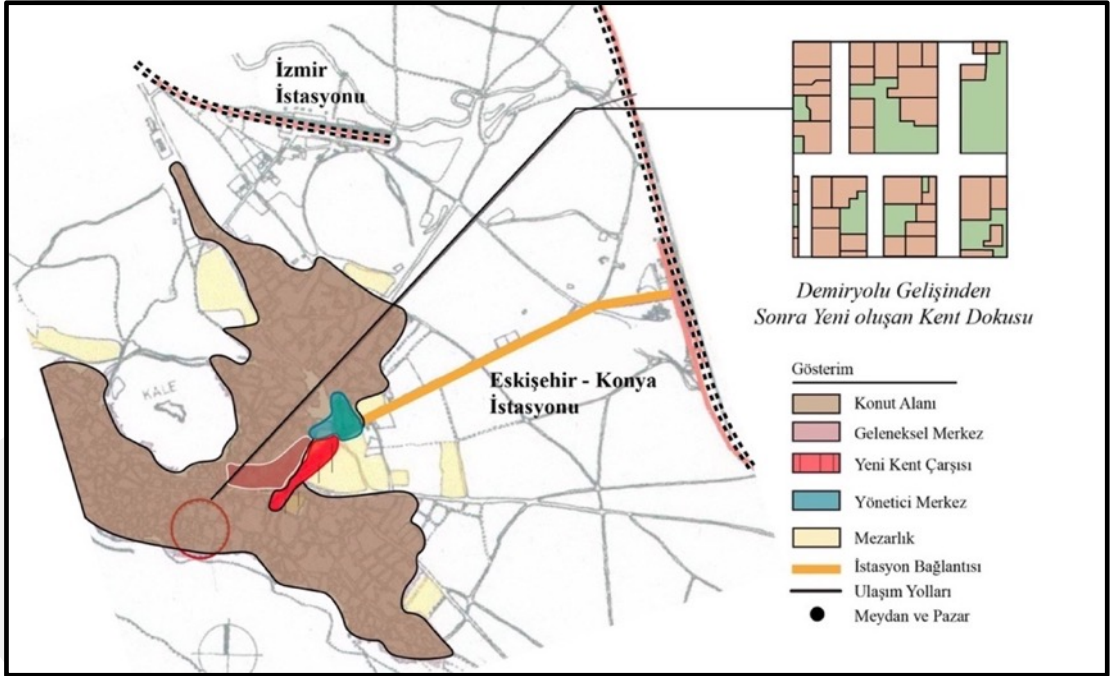 İzmir
İstasyonu
KALE
Eskişehir - Konya
İstasyonu
Demiryolu Gelişinden
Sonra Yeni oluşan Kent Dokusu
Gösterim
Konut Alanı
Geleneksel Merkez
Yeni Kent Çarşısı
Yönetici Merkez
Mezarlık
İstasyon Bağlantısı
Ulaşım Yolları
Meydan ve Pazar